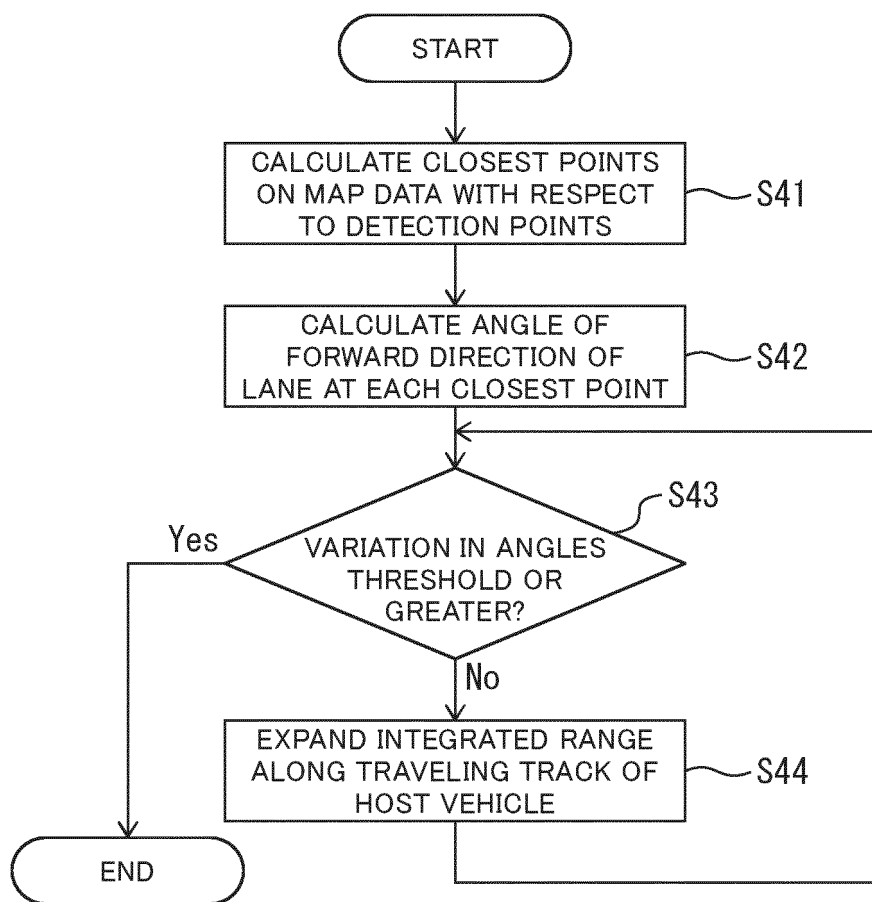 START
CALCULATE CLOSEST POINTS
ON MAP DATA WITH RESPECT
TO DETECTION POINTS
S41
CALCULATE ANGLE OF
FORWARD DIRECTION OF
LANE AT EACH CLOSEST POINT
S42
S43
Yes
VARIATION IN ANGLES
THRESHOLD OR
GREATER?
No
EXPAND INTEGRATED RANGE
ALONG TRAVELING TRACK OF
HOST VEHICLE
S44
END